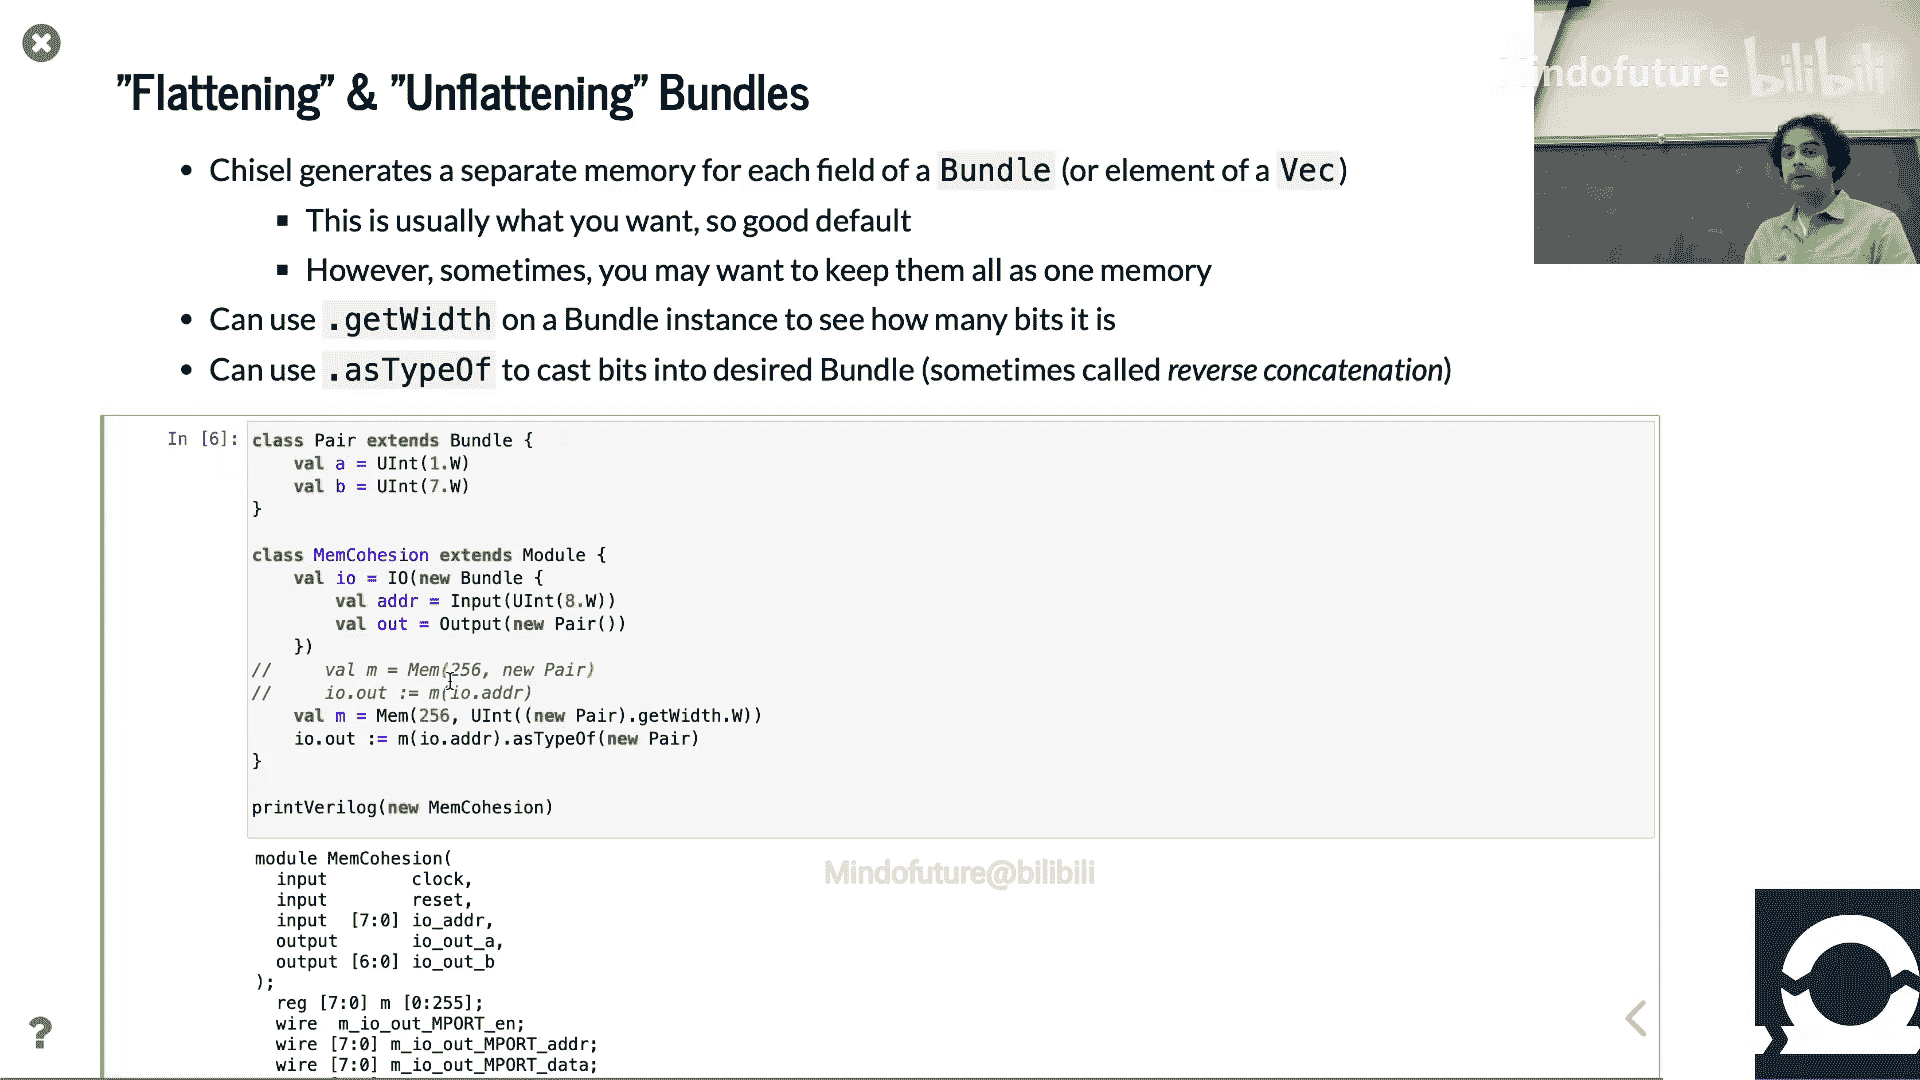 "Flattening" & "Unflattening" Bundles
Chisel generates a separate memory for each field of a Bundle (or element of a Vec)
This is usually what you want, so good default
However, sometimes, you may want to keep them all as one memory
Can use .getWidth on a Bundle instance to see how many bits it is
Can use .asTypeOf to cast bits into desired Bundle (sometimes called reverse concatenation)
In [6]:
class Pair extends Bundle {
    val a = UInt(1.W)
    val b = UInt(7.W)
}
class MemCohesion extends Module {
    val io = IO(new Bundle {
        val addr = Input(UInt(8.W))
        val out = Output(new Pair())
    })
//     val m = Mem(256, new Pair)
//     io.out := m(io.addr)
    val m = Mem(256, UInt((new Pair).getWidth.W))
    io.out := m(io.addr).asTypeOf(new Pair)
}
printVerilog(new MemCohesion)
module MemCohesion(
  input        clock,
  input        reset,
  input  [7:0] io_addr,
  output       io_out_a,
  output [6:0] io_out_b
);
  reg [7:0] m [0:255];
  wire  m_io_out_MPORT_en;
  wire [7:0] m_io_out_MPORT_addr;
  wire [7:0] m_io_out_MPORT_data;
Mindofuture@bilibili
Mindofuture bilibili
?